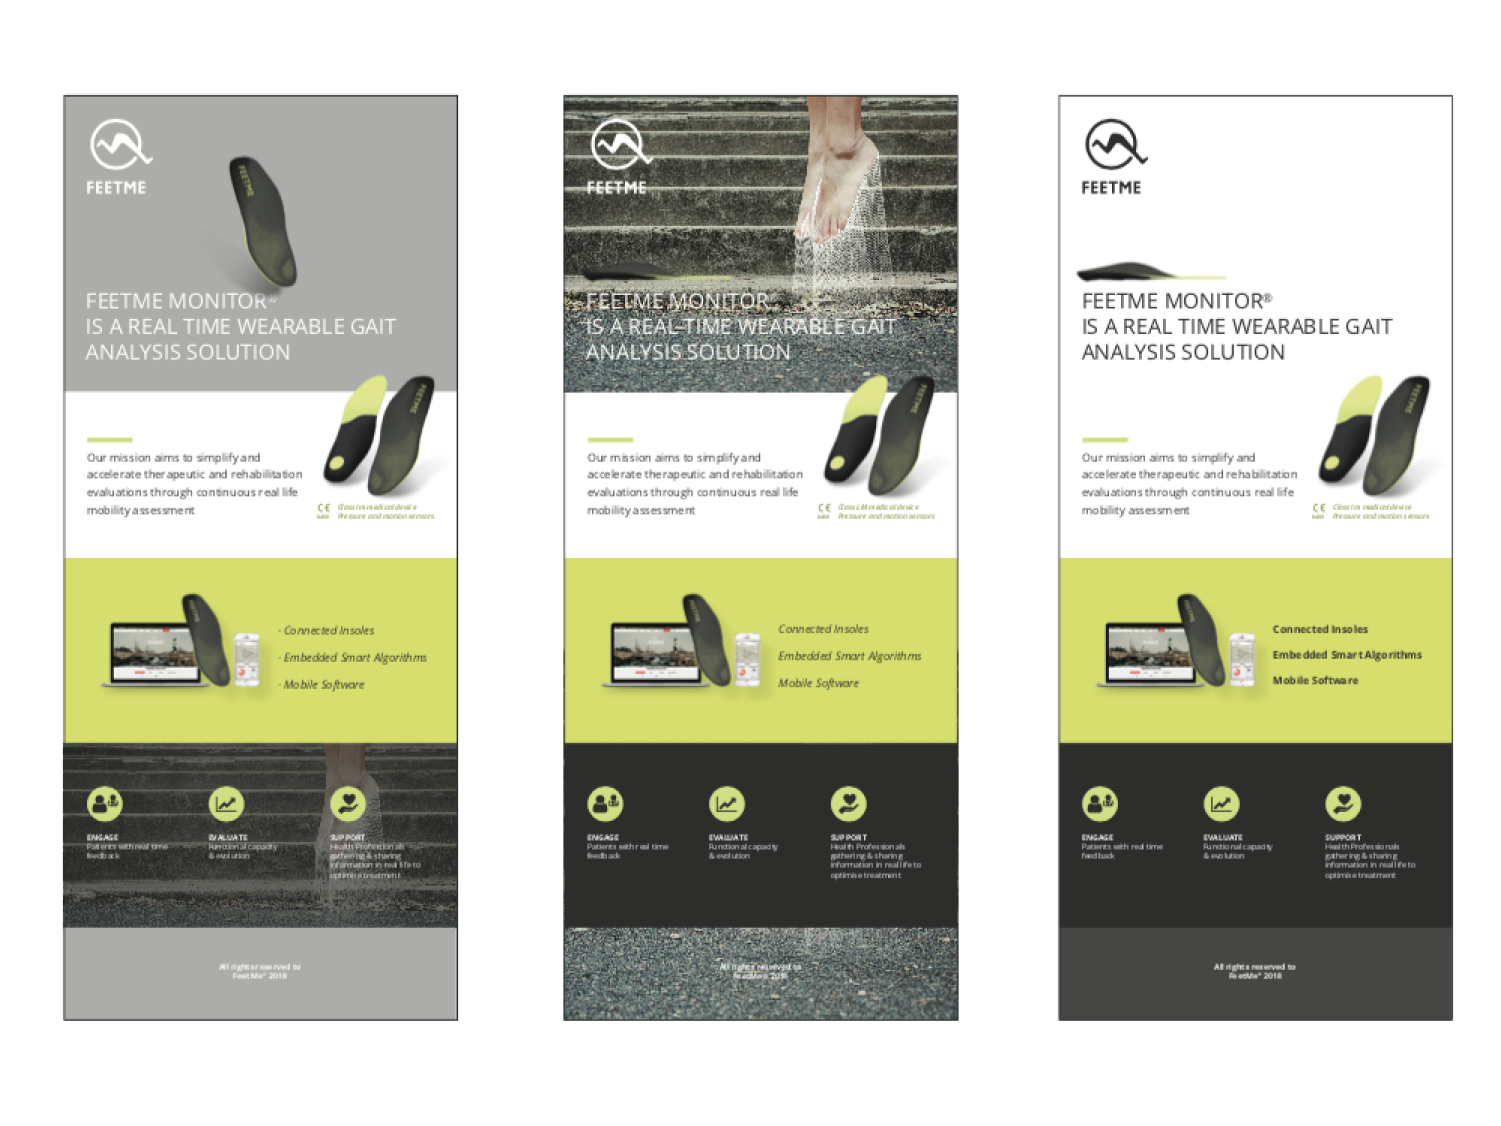 FEETME
FEETME
FEETME MONITOR®
IS A REAL TIME WEARABLE GAIT
ANALYSIS SOLUTION
FEETME
Our mission aims to simplify and
accelerate therapeutic and rehabilitation
evaluations through continuous real life
mobility assessment
CE
medical device
Pressure and motion sensors
- Connected Insoles
- Embedded Smart Algorithms
- Mobile Software
ENGAGE
Patients with real time
feedback
EVALUATE
Functional capacity
& evolution
SUPPORT
Health Professionals
gathering & sharing
information in real life to
optimise treatment
All rights reserved to
FeetMe® 2018
FEETME
FEETME MONITOR
IS A REAL TIME WEARABLE GAIT
ANALYSIS SOLUTION
FEETME
Our mission aims to simplify and
accelerate therapeutic and rehabilitation
evaluations through continuous real life
mobility assessment
CE
medical device
Pressure and motion sensors
Connected Insoles
Embedded Smart Algorithms
Mobile Software
ENGAGE
Patients with real time
feedback
EVALUATE
Functional capacity
& evolution
SUPPORT
Health Professionals
gathering & sharing
information in real life to
optimise treatment
All rights reserved to
FeetMe® 2018
FEETME
FEETME MONITOR®
IS A REAL TIME WEARABLE GAIT
ANALYSIS SOLUTION
FEETME
Our mission aims to simplify and
accelerate therapeutic and rehabilitation
evaluations through continuous real life
mobility assessment
CE
medical device
Pressure and motion sensors
Connected Insoles
Embedded Smart Algorithms
Mobile Software
ENGAGE
Patients with real time
feedback
EVALUATE
Functional capacity
& evolution
SUPPORT
Health Professionals
gathering & sharing
information in real life to
optimise treatment
All rights reserved to
FeetMe® 2018